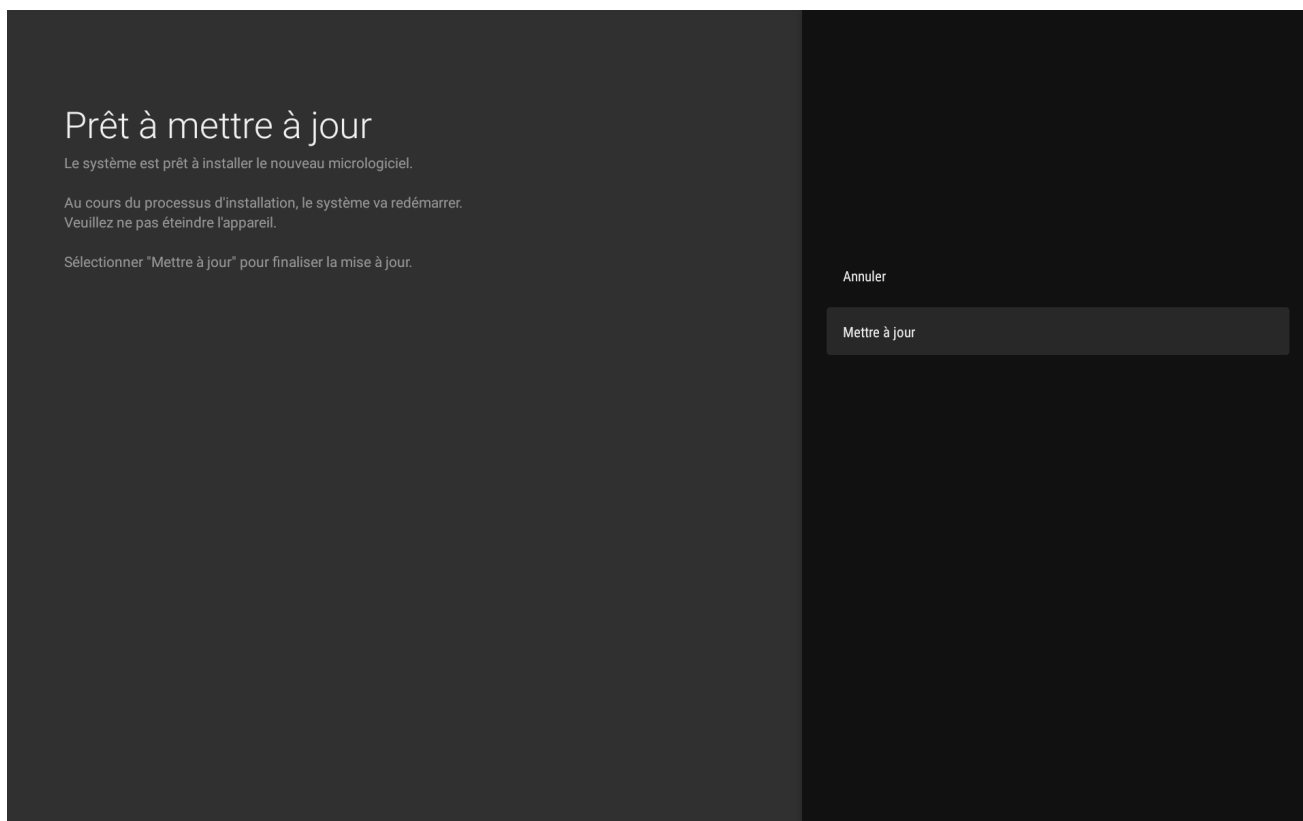 Prêt à mettre à jour
Le système est prêt à installer le nouveau micrologiciel.
Au cours du processus d'installation, le système va redémarrer.
Veuillez ne pas éteindre l'appareil.
Sélectionner "Mettre à jour" pour finaliser la mise à jour.
Annuler
Mettre à jour